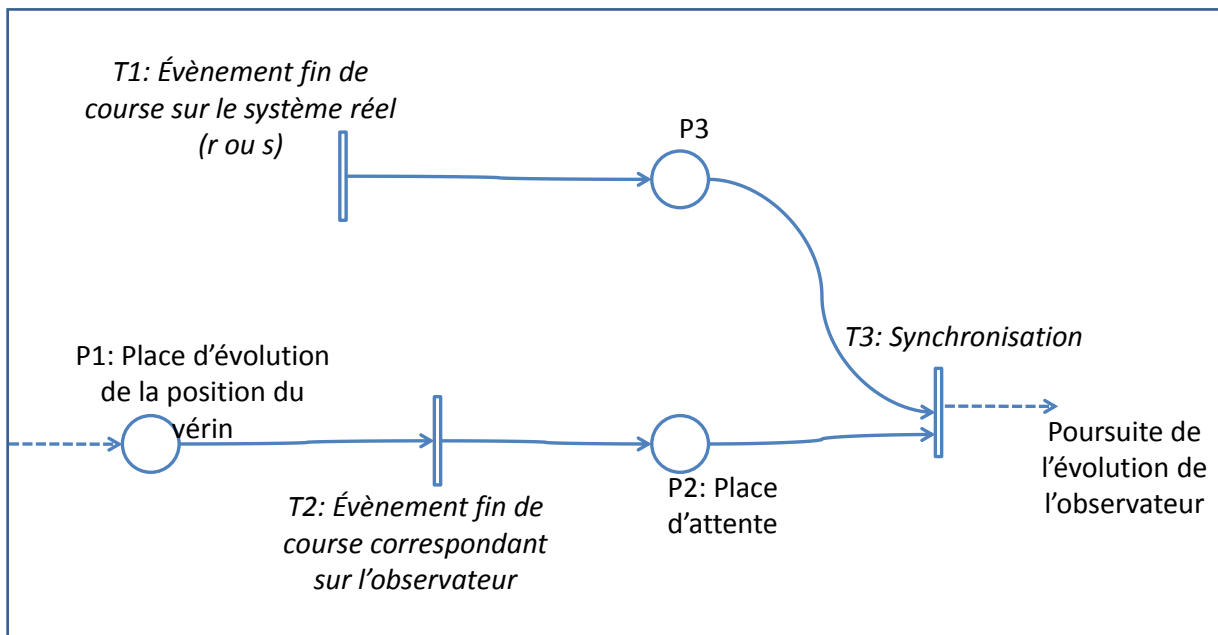 T1: Évènement fin de
course sur le système réel
(r ou s)
P3
T3: Synchronisation
P1: Place d’évolution
de la position du
vérin
Poursuite de
l’évolution de
l’observateur
P2: Place
d’attente
T2: Évènement fin de
course correspondant
sur l’observateur